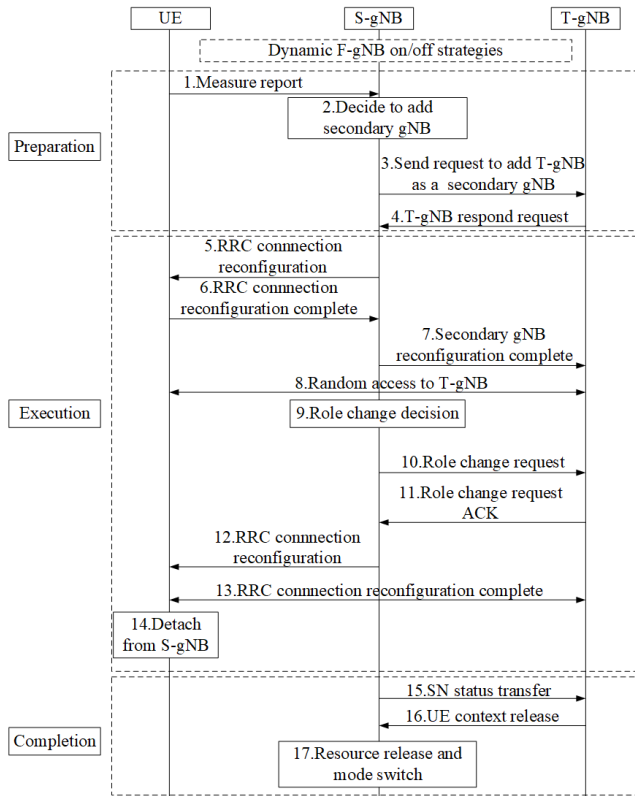 UE
S-gNB
T-gNB
Dynamic F-gNB on/off strategies
1.Measure report
2.Decide to add
secondary gNB
Preparation
3.Send request to add T-gNB
as a secondary gNB
4.T-gNB respond request
5.RRC connnection
reconfiguration
6.RRC connnection
reconfiguration complete
7.Secondary gNB
reconfiguration complete
8.Random access to T-gNB
Execution
9.Role change decision
10.Role change request
11.Role change request
ACK
12.RRC connnection
reconfiguration
13.RRC connnection reconfiguration complete
14.Detach
from S-gNB
15.SN status transfer
16.UE context release
Completion
17.Resource release and
mode switch